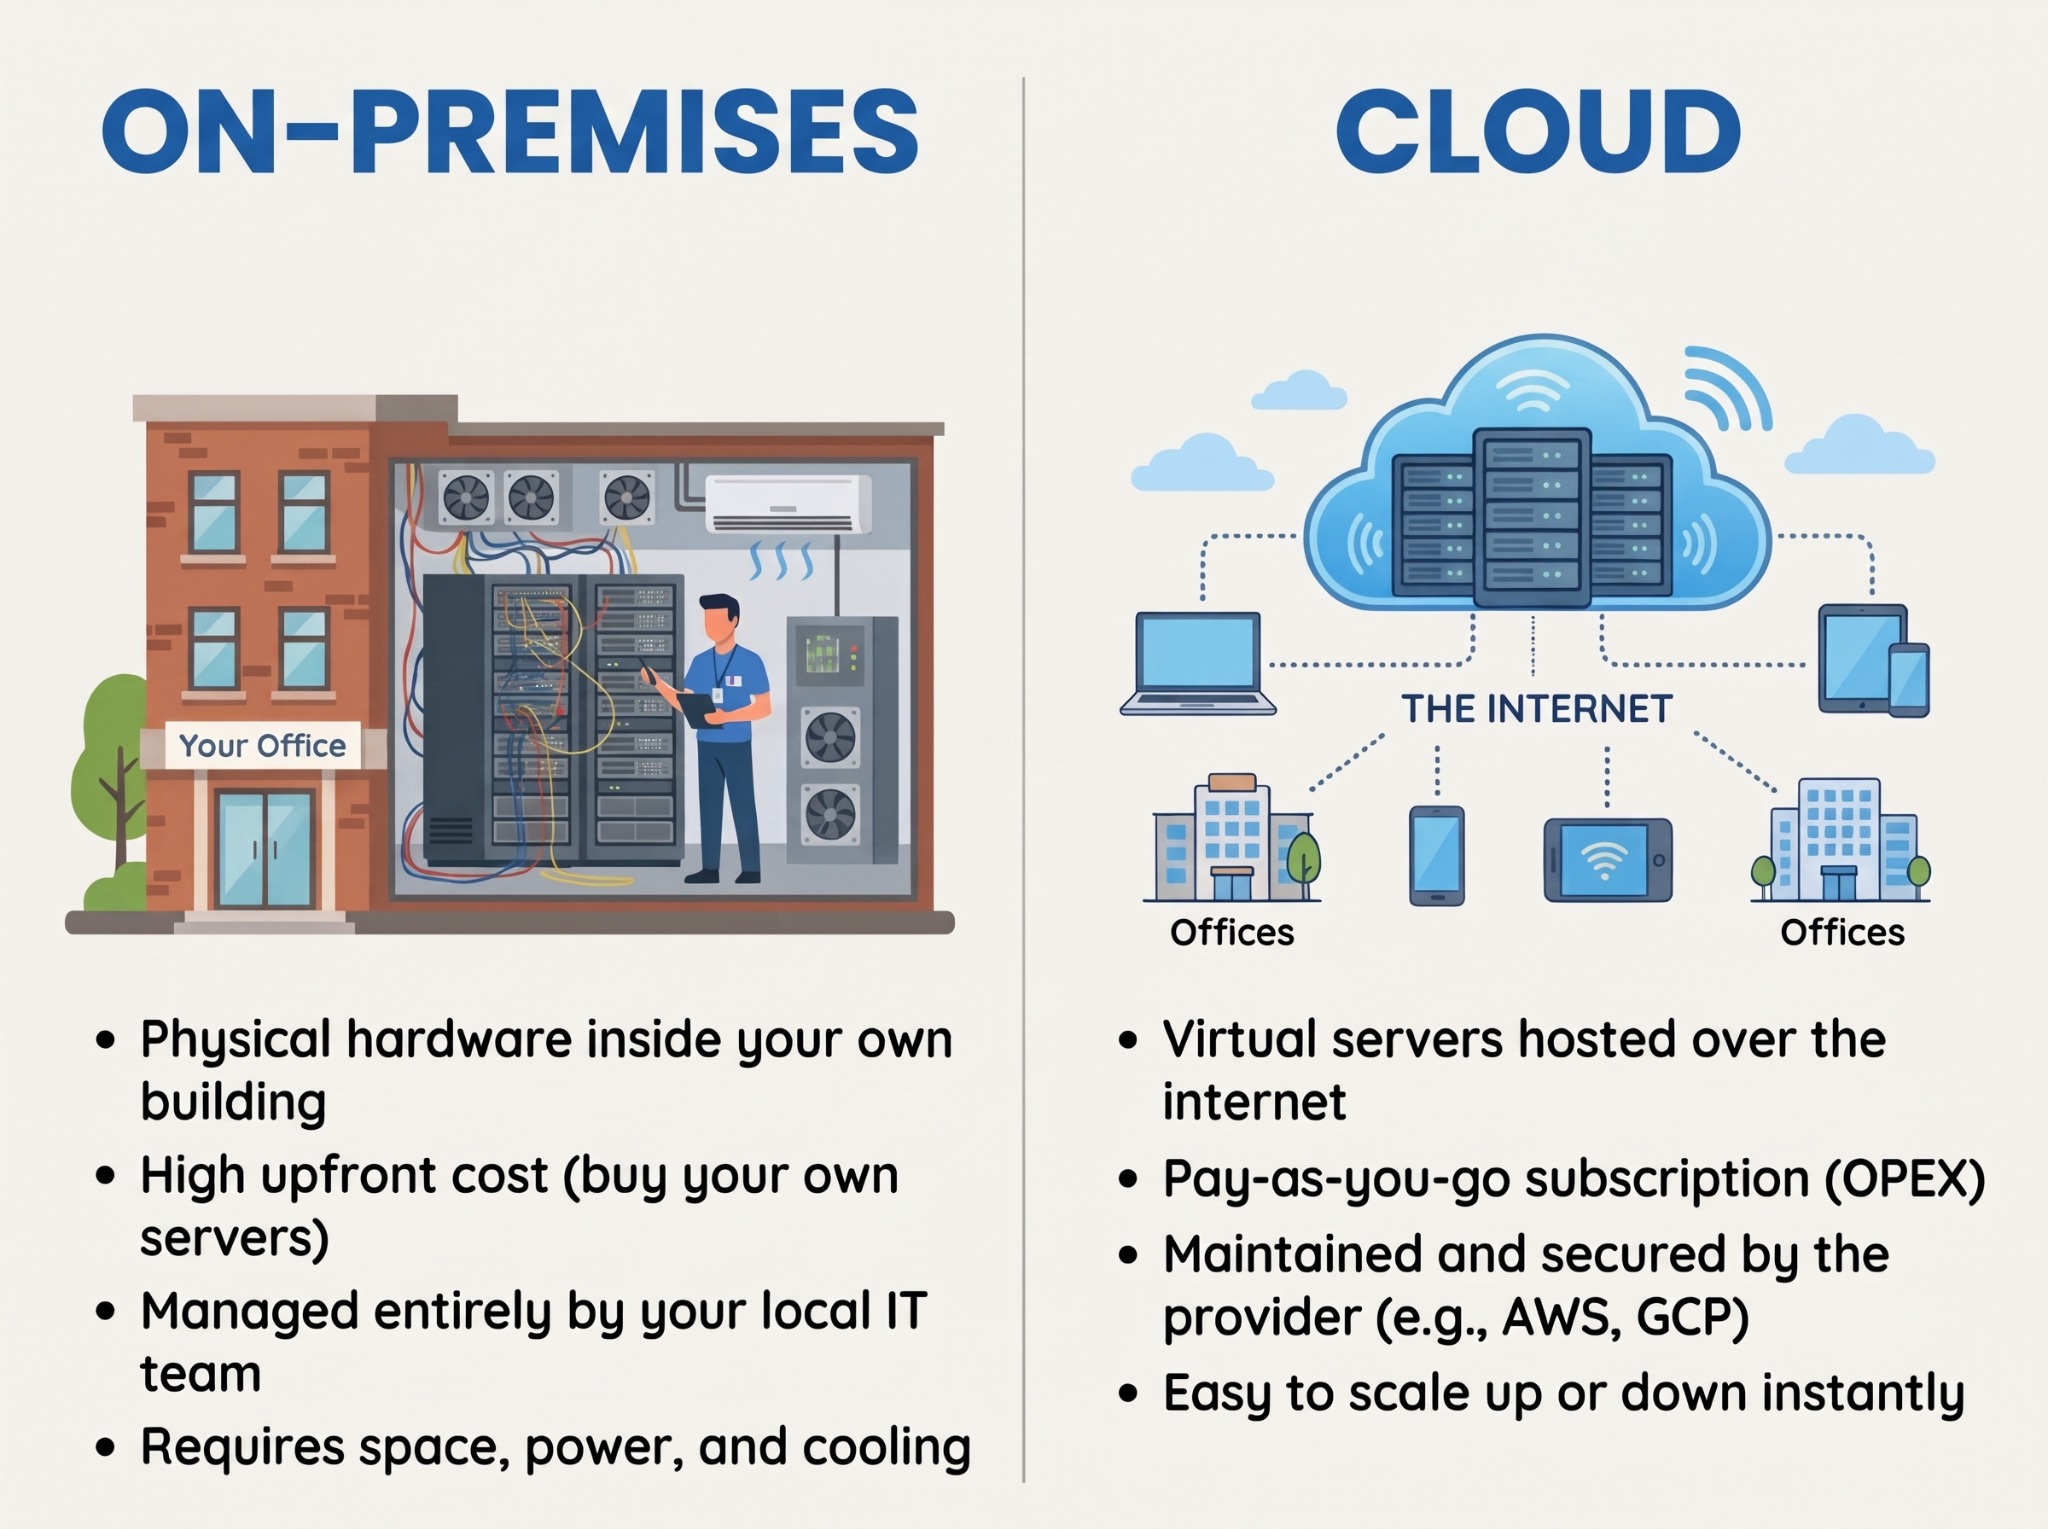 ON-PREMISES
Your Office
• Physical hardware inside your own
building
• High upfront cost (buy your own
servers)
• Managed entirely by your local IT
team
• Requires space, power, and cooling
CLOUD
THE INTERNET
Offices
Offices
• Virtual servers hosted over the
internet
• Pay-as-you-go subscription (OPEX)
• Maintained and secured by the
provider (e.g., AWS, GCP)
• Easy to scale up or down instantly